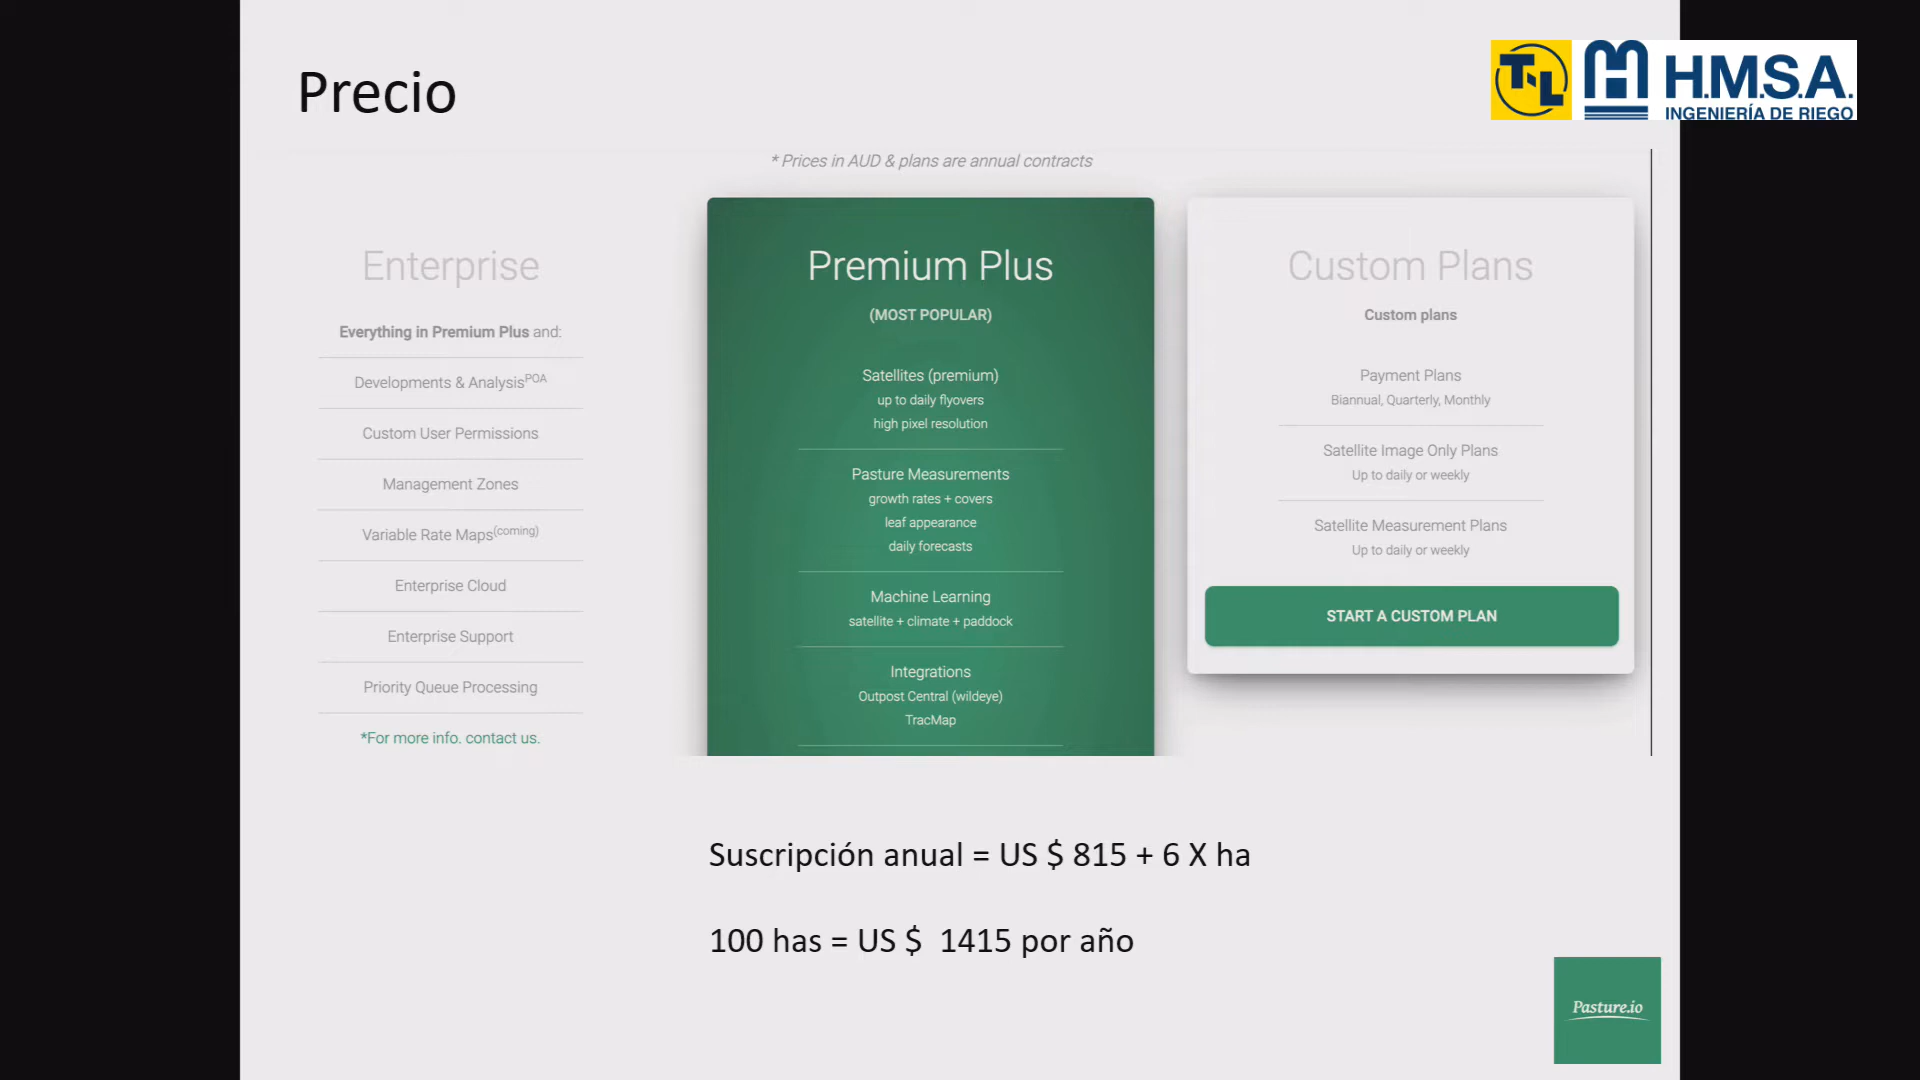 Precio
T-L
H.M.S.A.
INGENIERÍA DE RIEGO
* Prices in AUD & plans are annual contracts
Enterprise
Everything in Premium Plus and:
Developments & Analysis POA
Custom User Permissions
Management Zones
Variable Rate Maps (coming)
Enterprise Cloud
Enterprise Support
Priority Queue Processing
*For more info. contact us.
Premium Plus
(MOST POPULAR)
Satellites (premium)
up to daily flyovers
high pixel resolution
Pasture Measurements
growth rates + covers
leaf appearance
daily forecasts
Machine Learning
satellite + climate + paddock
Integrations
Outpost Central (wildeye)
TracMap
Custom Plans
Custom plans
Payment Plans
Biannual, Quarterly, Monthly
Satellite Image Only Plans
Up to daily or weekly
Satellite Measurement Plans
Up to daily or weekly
START A CUSTOM PLAN
Suscripción anual = US $ 815 + 6 X ha
100 has = US $  1415 por año
Pasture.io